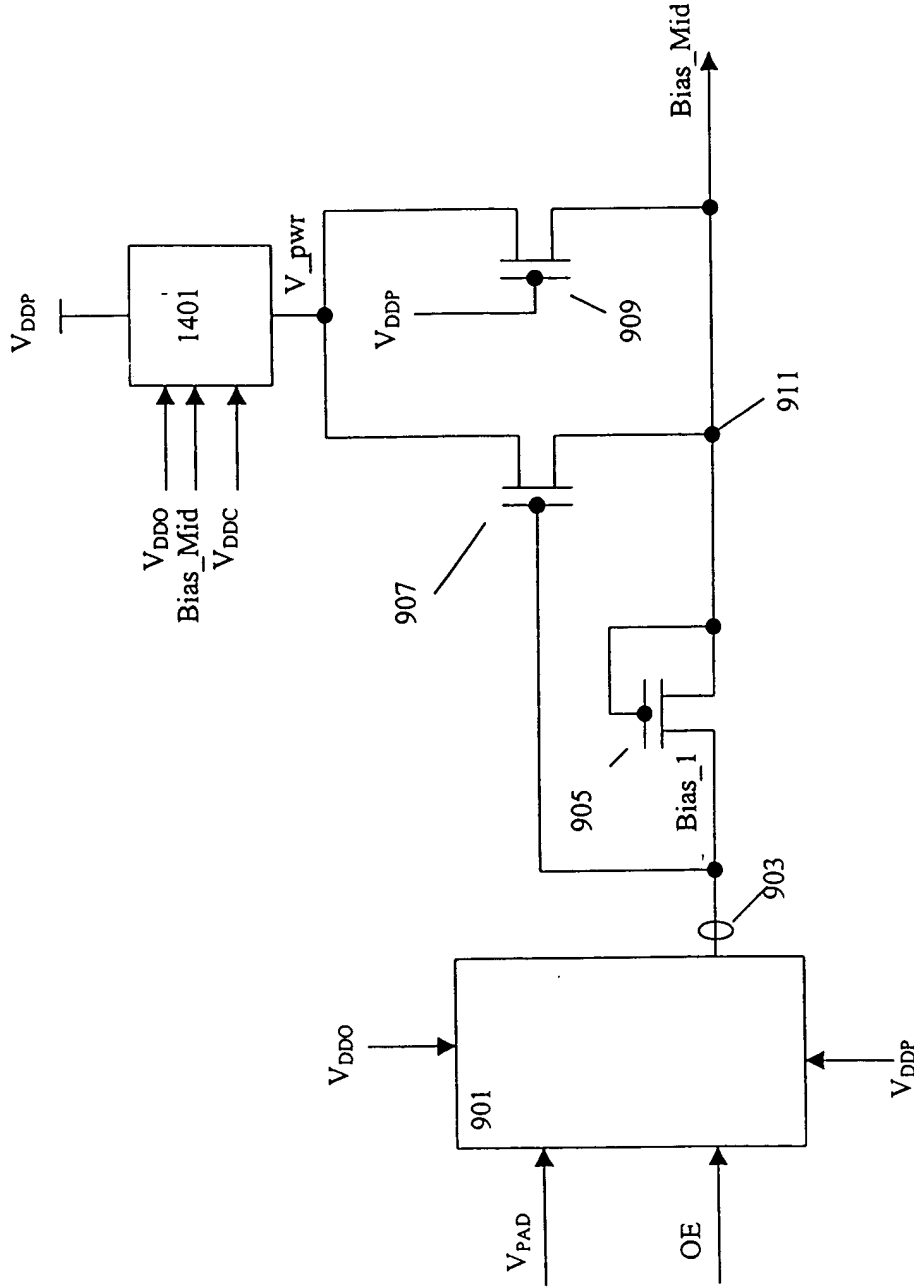 VDDP
1401
VDDO
Bias_Mid
VDDC
V_pwr
Bias_Mid
VDDP
909
907
911
905
Bias_1
903
VDDO
901
VPAD
OE
VDDP